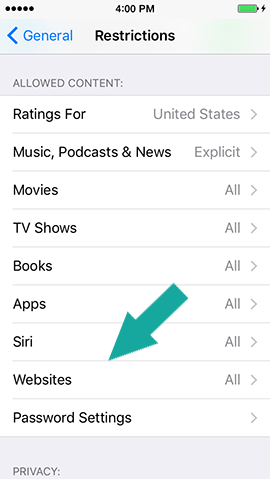 4:00 PM
General Restrictions
ALLOWED CONTENT:
Ratings For United States
Music, Podcasts & News Explicit
Movies All
TV Shows All
Books All
Apps All
Siri All
Websites All
Password Settings
PRIVACY: